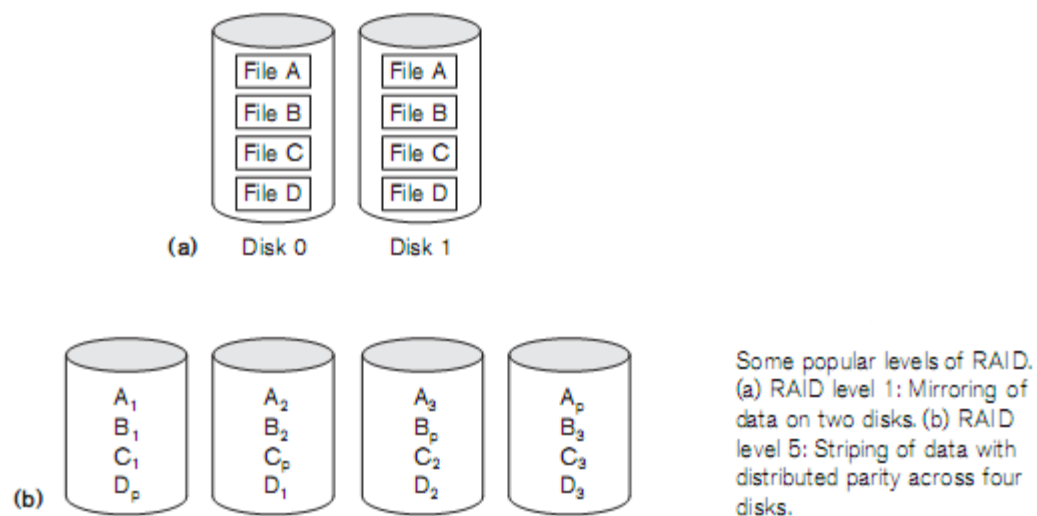 File A File A
File B File B
File C File C
File D File D
(a) Disk 0 Disk 1
A₁ A₂ A₃ Aₚ
B₁ B₂ Bₚ B₃
C₁ Cₚ C₂ C₃
Dₚ D₁ D₂ D₃
(b)
Some popular levels of RAID.
(a) RAID level 1: Mirroring of
data on two disks. (b) RAID
level 5: Striping of data with
distributed parity across four
disks.